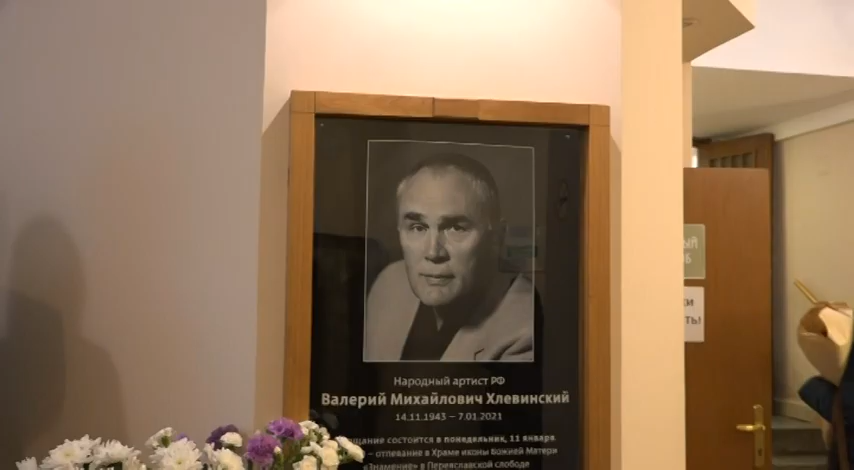 Народный артист РФ
Валерий Михайлович Хлевинский
14.11.1943 – 7.01.2021
состоится в понедельник, 11 января
– отпевание в Храме иконы Божией Матери
«Знамение» в Переяславской слободе